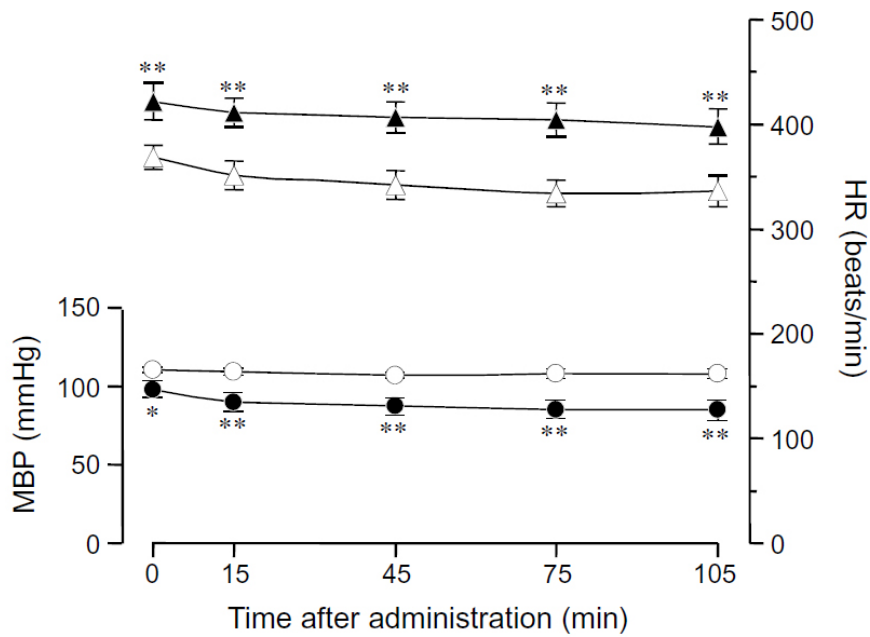 500
** ** ** ** **
400
300
HR (beats/min)
150
200
MBP (mmHg)
100
* ** ** ** **
100
50
0
0
0 15 45 75 105
Time after administration (min)